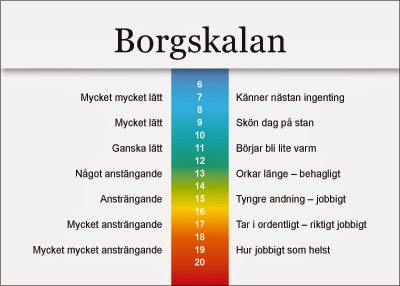 Borgskalan
6
Mycket mycket lätt 7 Känner nästan ingenting
8
Mycket lätt 9 Skön dag på stan
10
Ganska lätt 11 Börjar bli lite varm
12
Något anstängande 13 Orkar länge – behagligt
14
Ansträngande 15 Tyngre andning – jobbigt
16
Mycket ansträngande 17 Tar i ordentligt – riktigt jobbigt
18
Mycket mycket ansträngande 19 Hur jobbigt som helst
20